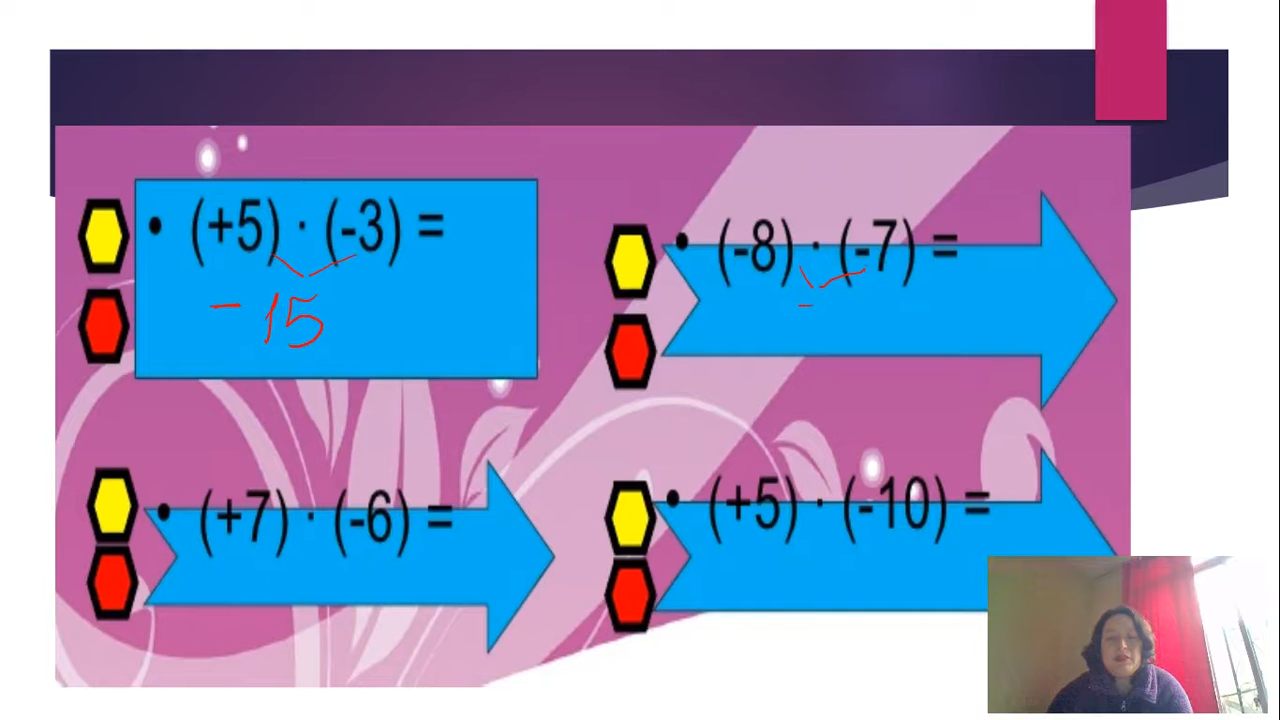 • (+5) · (-3) =
- 15
• (-8) · (-7) =
-
• (+7) · (-6) =
• (+5) · (-10) =